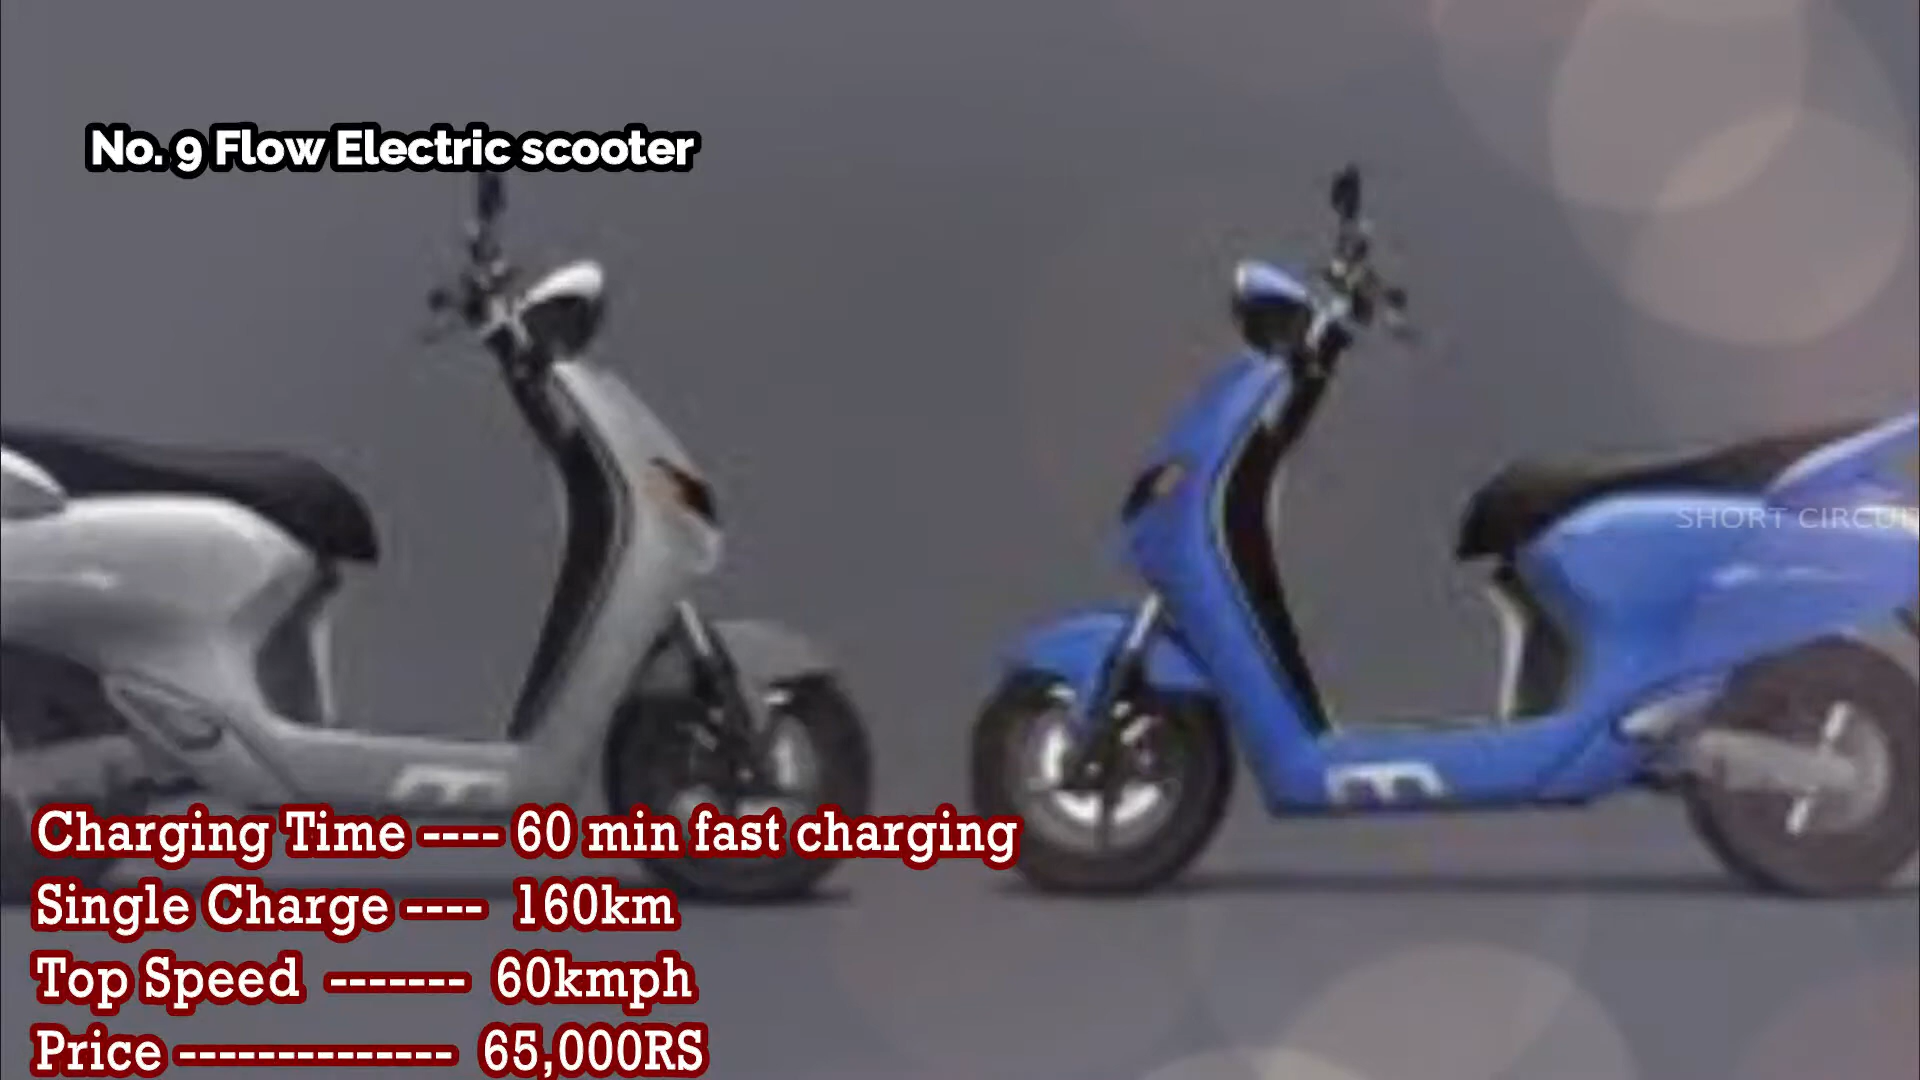 No. 9 Flow Electric scooter
SHORT CIRCUIT
Charging Time ---- 60 min fast charging
Single Charge ---- 160km
Top Speed ------- 60kmph
Price -------------- 65,000RS